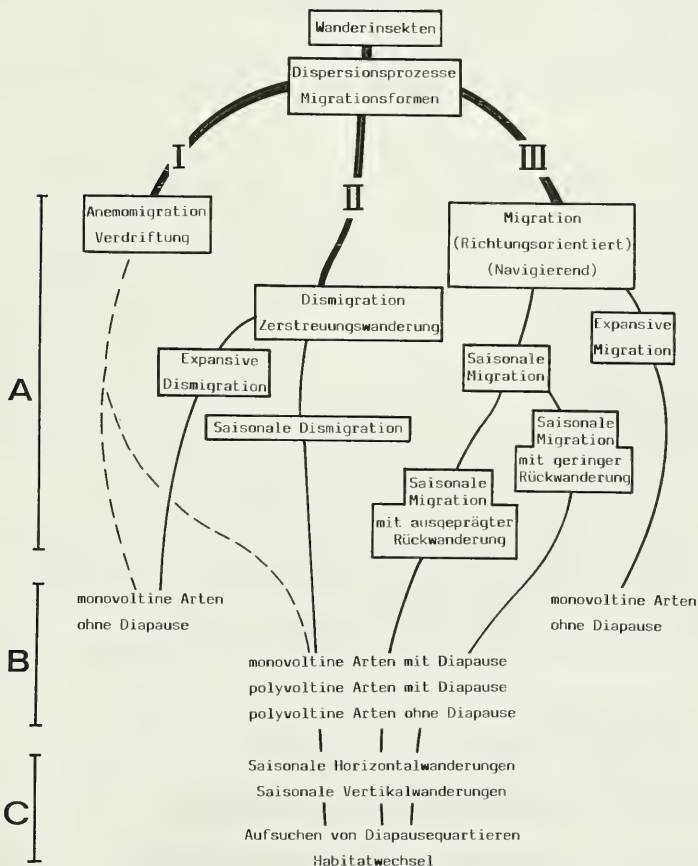 Wanderinsekten
Dispersionsprozesse
Migrationsformen
I
II
III
Anemomigration
Verdriftung
Migration
(Richtungsorientiert)
(Navigierend)
Dismigration
Zerstreuungswanderung
Expansive
Dismigration
Expansive
Migration
Saisonale
Migration
A
Saisonale Dismigration
Saisonale
Migration
mit geringer
Rückwanderung
Saisonale
Migration
mit ausgeprägter
Rückwanderung
monovoltine Arten
ohne Diapause
monovoltine Arten
ohne Diapause
B
monovoltine Arten mit Diapause
polyvoltine Arten mit Diapause
polyvoltine Arten ohne Diapause
C
Saisonale Horizontalwanderungen
Saisonale Vertikalwanderungen
Aufsuchen von Diapausequartieren
Habitatwechsel